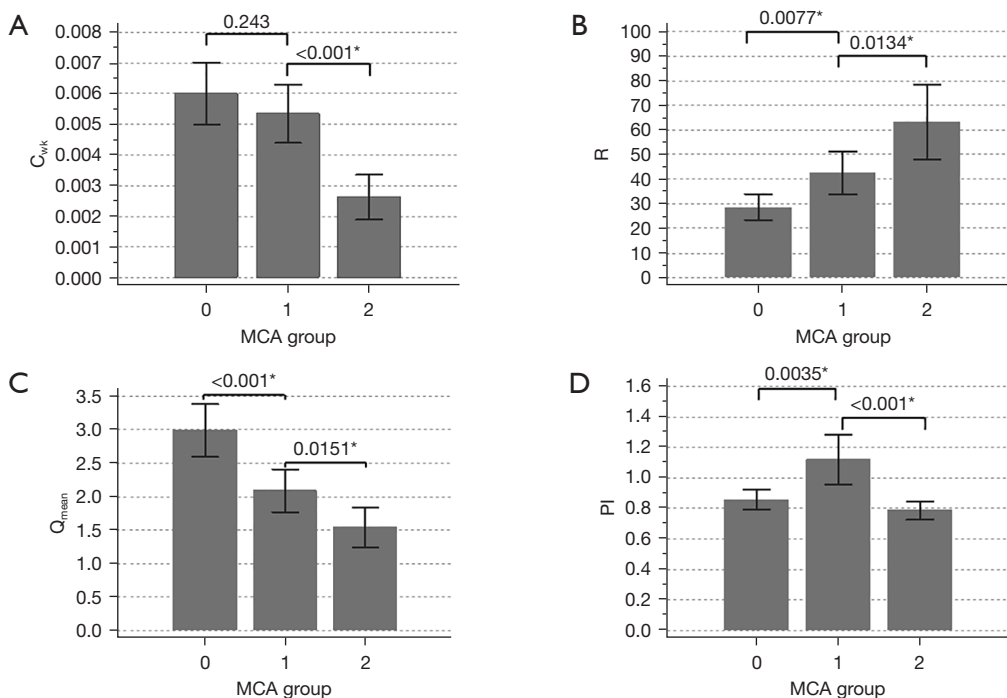 A
0.243
<0.001*
0.008
0.007
0.006
0.005
0.004
0.003
0.002
0.001
0.000
C_wk
0 1 2
MCA group
B
0.0077*
0.0134*
100
90
80
70
60
50
40
30
20
10
0
R
0 1 2
MCA group
C
<0.001*
0.0151*
3.5
3.0
2.5
2.0
1.5
1.0
0.5
0.0
Q_mean
0 1 2
MCA group
D
0.0035*
<0.001*
1.6
1.4
1.2
1.0
0.8
0.6
0.4
0.2
0.0
PI
0 1 2
MCA group